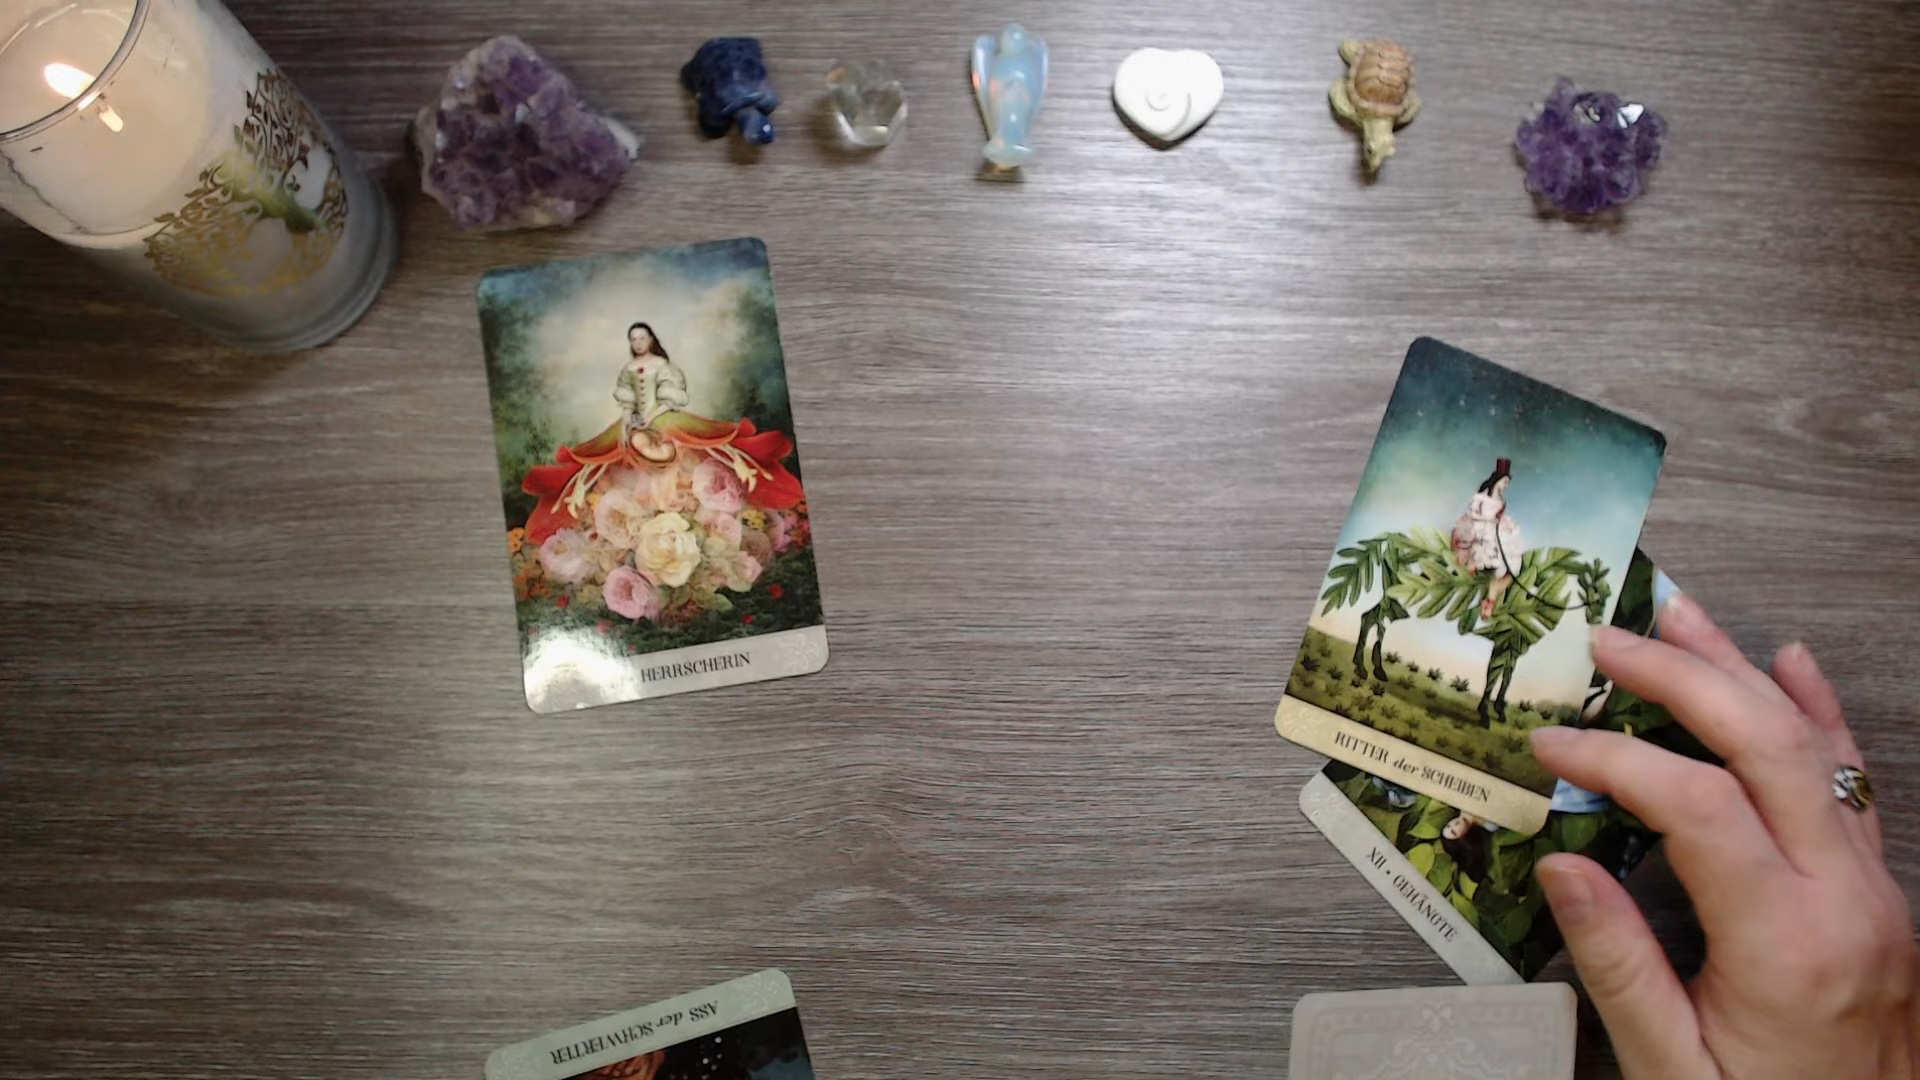 HERRSCHERIN
RITTER der SCHEIBEN
XII • GEHÄNGTE
ASS der SCHWERTER